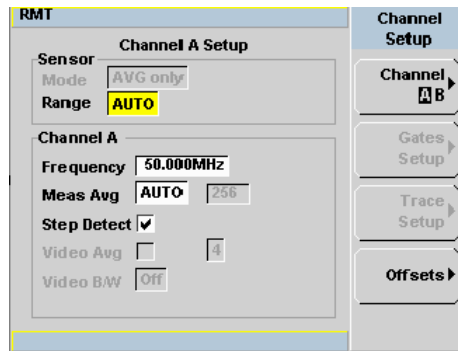 RMT
Channel A Setup
Sensor
Mode AVG only
Range AUTO
Channel A
Frequency 50.000MHz
Meas Avg AUTO 256
Step Detect
Video Avg 4
Video B/W Off
Channel Setup
Channel
A B
Gates
Setup
Trace
Setup
Offsets